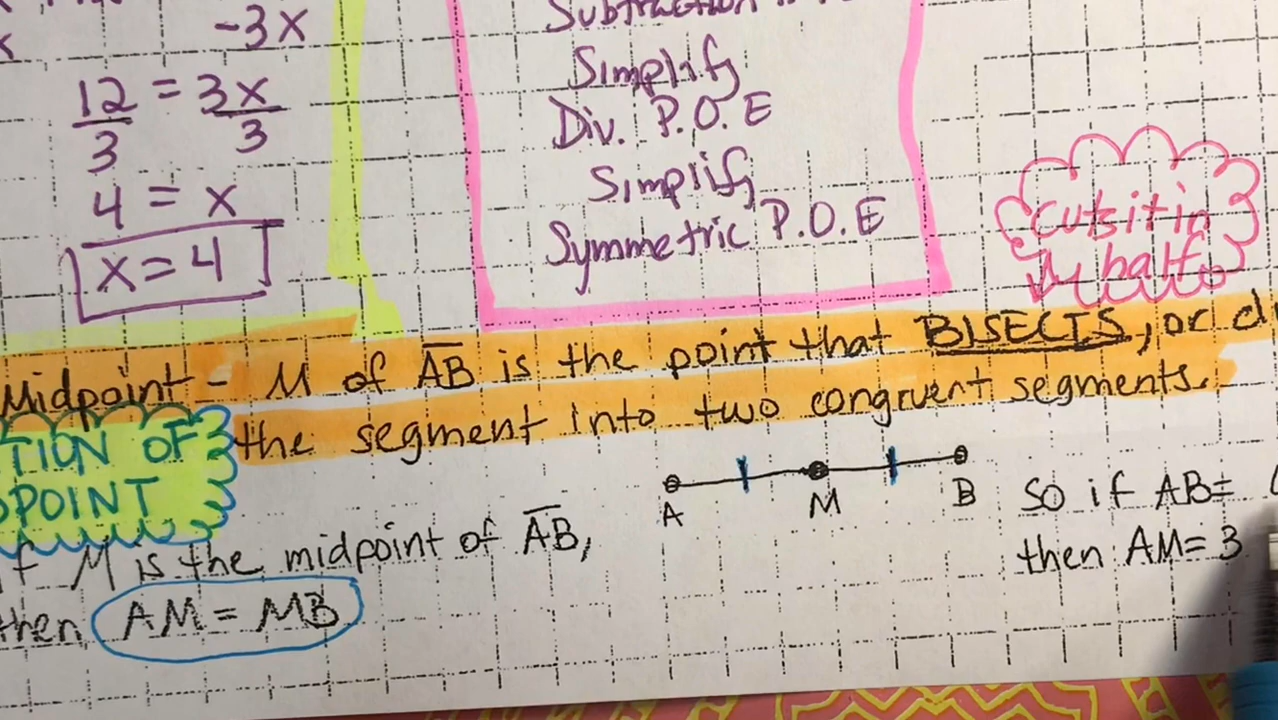 -3x
12 = 3x
3 3
4 = x
x = 4
Simplify
Div. P.O.E
Simplify
Symmetric P.O.E
Cuts it in
half
Midpoint - M of AB is the point that BISECTS, or
the segment into two congruent segments.
TION OF
POINT
A M B
M is the midpoint of AB,
then AM = MB
So if AB =
then AM = 3